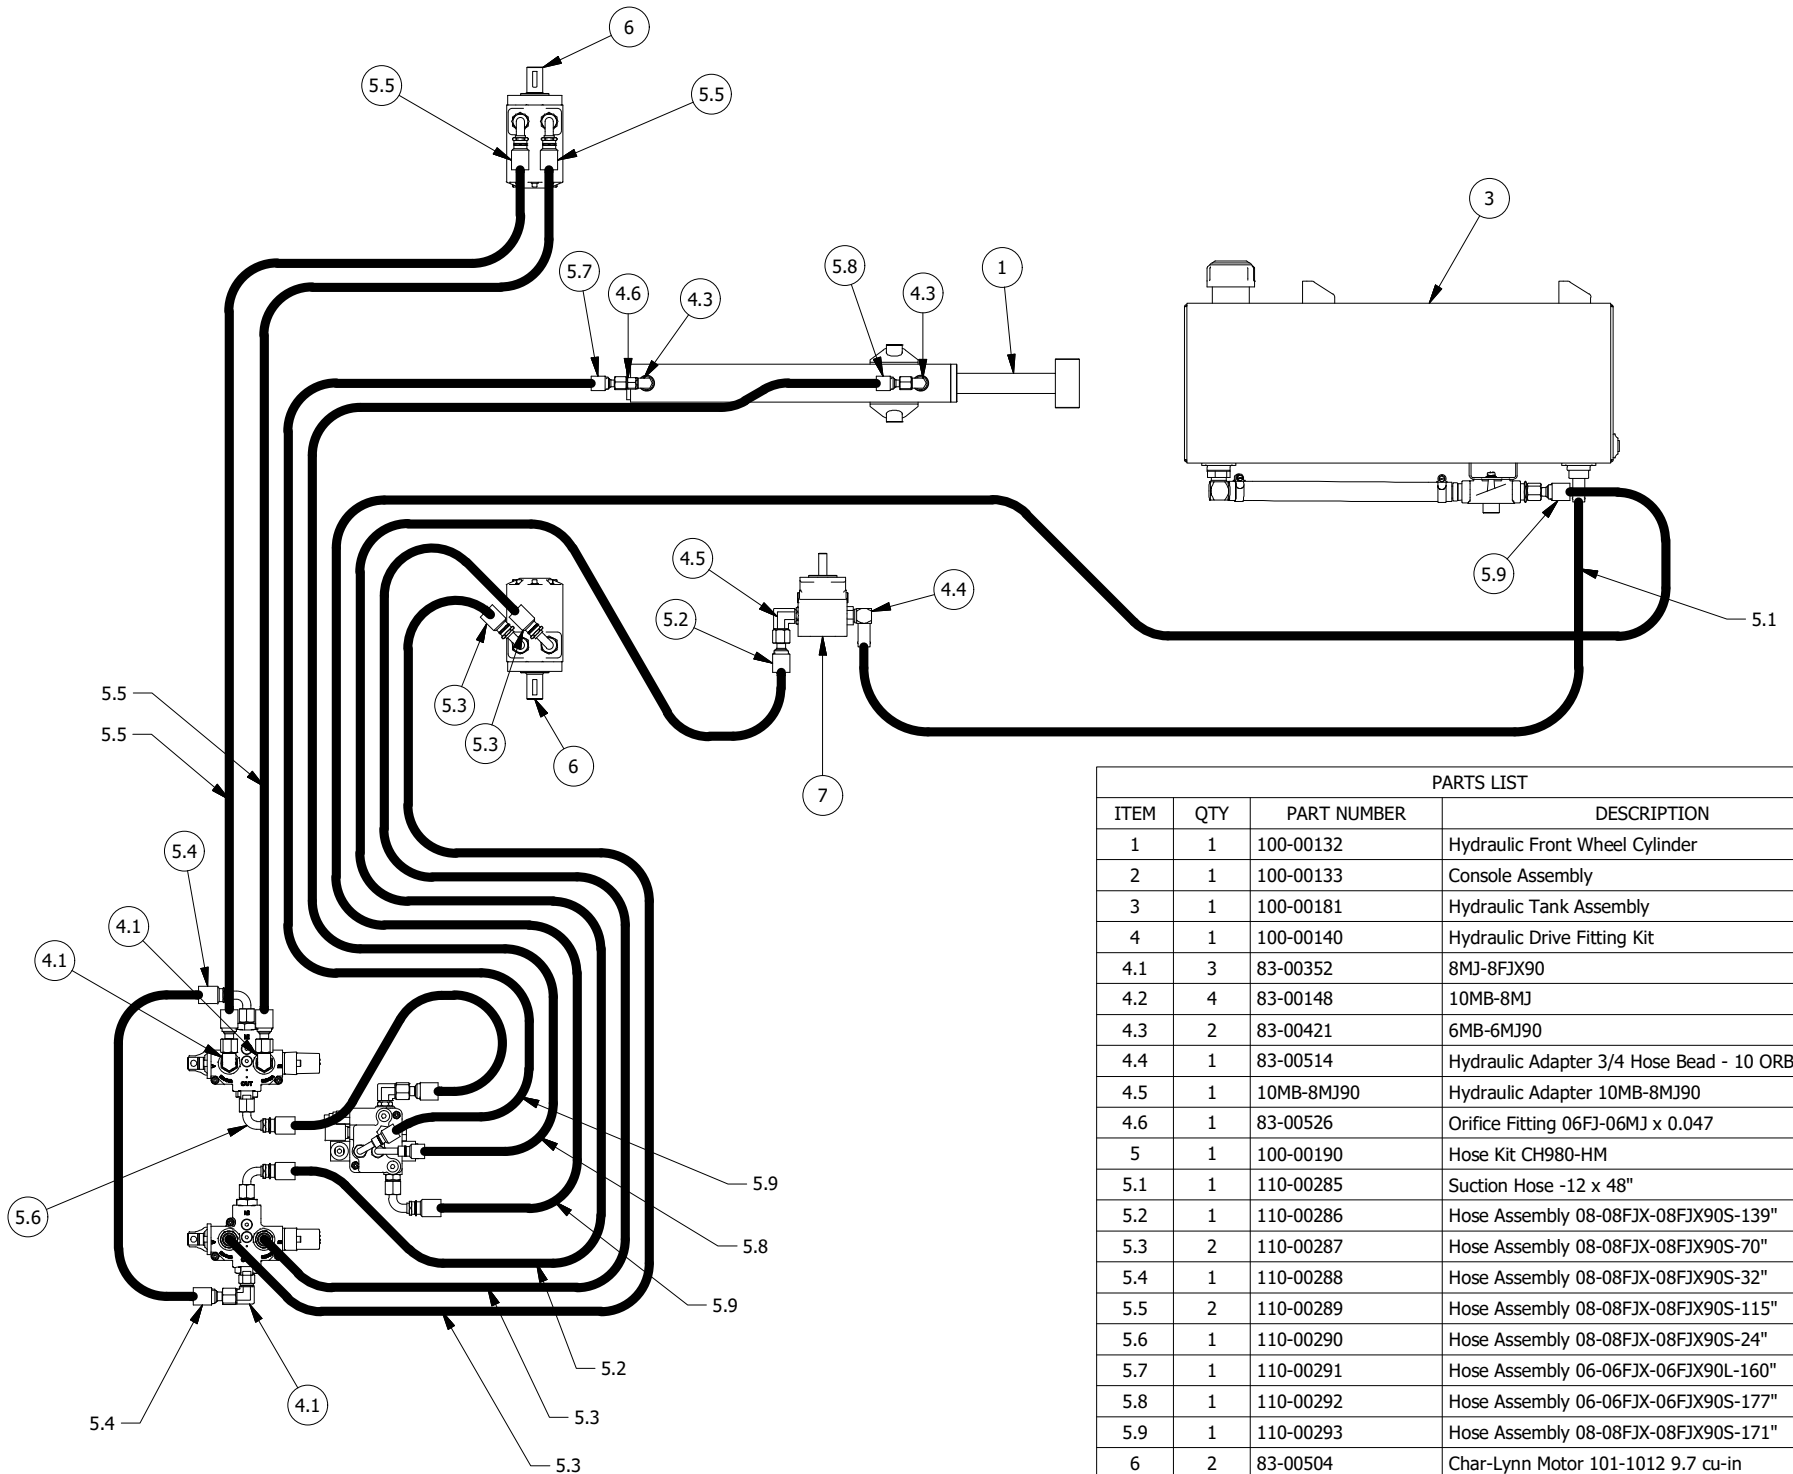 6
5.5
5.5
3
5.7
4.6
4.3
5.8
4.3
1
4.5
4.4
5.9
5.2
5.1
5.3
5.3
5.5
5.5
6
7
5.4
4.1
4.1
OUT
5.6
5.9
5.8
5.9
5.2
4.1
5.4
5.3
5.3
PARTS LIST
ITEM QTY PART NUMBER DESCRIPTION
1 1 100-00132 Hydraulic Front Wheel Cylinder
2 1 100-00133 Console Assembly
3 1 100-00181 Hydraulic Tank Assembly
4 1 100-00140 Hydraulic Drive Fitting Kit
4.1 3 83-00352 8MJ-8FJX90
4.2 4 83-00148 10MB-8MJ
4.3 2 83-00421 6MB-6MJ90
4.4 1 83-00514 Hydraulic Adapter 3/4 Hose Bead - 10 ORB
4.5 1 10MB-8MJ90 Hydraulic Adapter 10MB-8MJ90
4.6 1 83-00526 Orifice Fitting 06FJ-06MJ x 0.047
5 1 100-00190 Hose Kit CH980-HM
5.1 1 110-00285 Suction Hose -12 x 48"
5.2 1 110-00286 Hose Assembly 08-08FJX-08FJX90S-139"
5.3 2 110-00287 Hose Assembly 08-08FJX-08FJX90S-70"
5.4 1 110-00288 Hose Assembly 08-08FJX-08FJX90S-32"
5.5 2 110-00289 Hose Assembly 08-08FJX-08FJX90S-115"
5.6 1 110-00290 Hose Assembly 08-08FJX-08FJX90S-24"
5.7 1 110-00291 Hose Assembly 06-06FJX-06FJX90L-160"
5.8 1 110-00292 Hose Assembly 06-06FJX-06FJX90S-177"
5.9 1 110-00293 Hose Assembly 08-08FJX-08FJX90S-171"
6 2 83-00504 Char-Lynn Motor 101-1012 9.7 cu-in